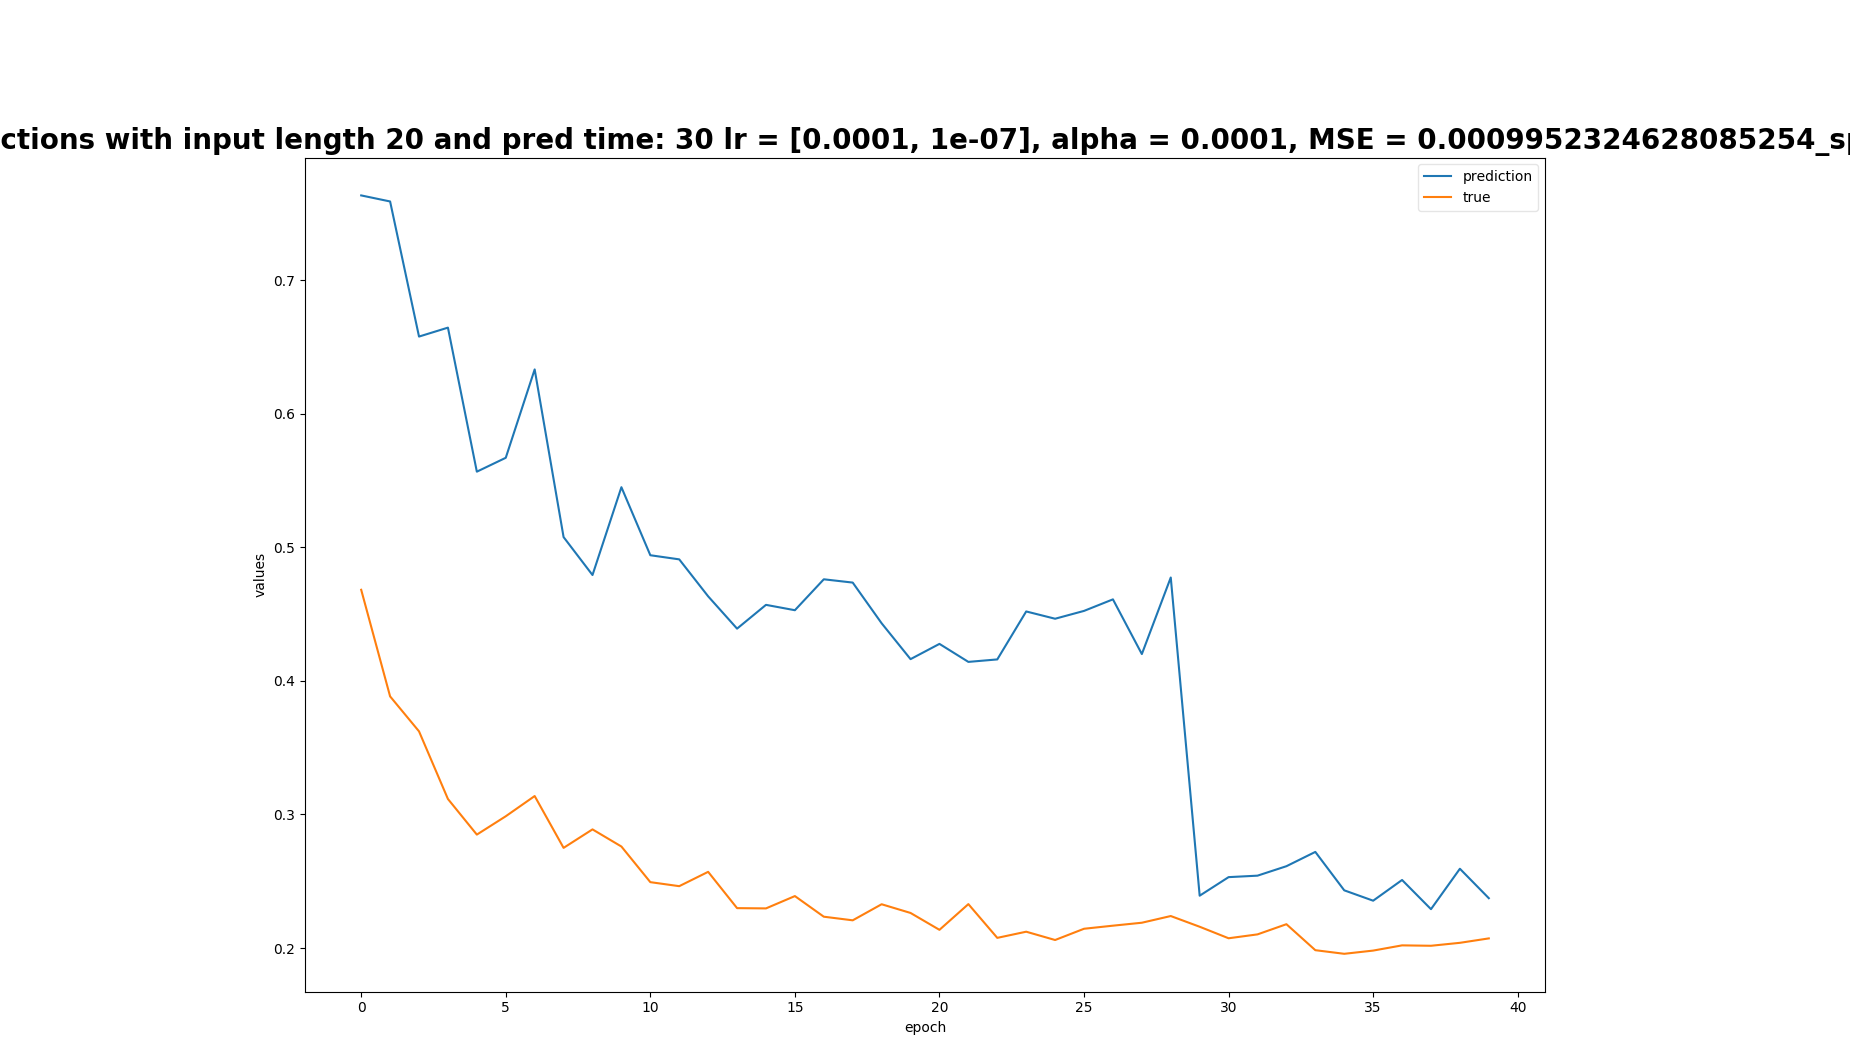 ctions with input length 20 and pred time: 30 lr = [0.0001, 1e-07], alpha = 0.0001, MSE = 0.0009952324628085254_sp
prediction
true
0.7
0.6
0.5
0.4
0.3
0.2
values
0 5 10 15 20 25 30 35 40
epoch